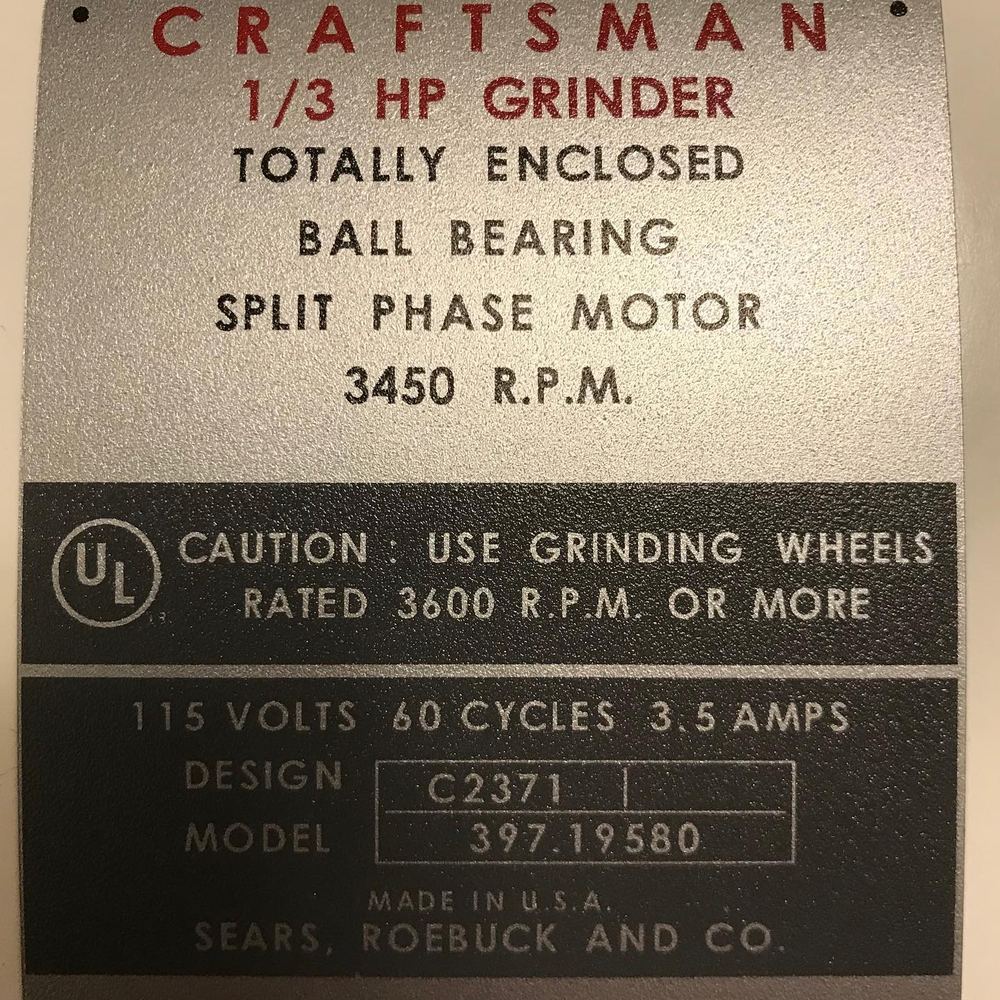 CRAFTSMAN
1/3 HP GRINDER
TOTALLY ENCLOSED
BALL BEARING
SPLIT PHASE MOTOR
3450 R.P.M.
UL
CAUTION : USE GRINDING WHEELS
RATED 3600 R.P.M. OR MORE
115 VOLTS 60 CYCLES 3.5 AMPS
DESIGN C2371
MODEL 397.19580
MADE IN U.S.A.
SEARS, ROEBUCK AND CO.